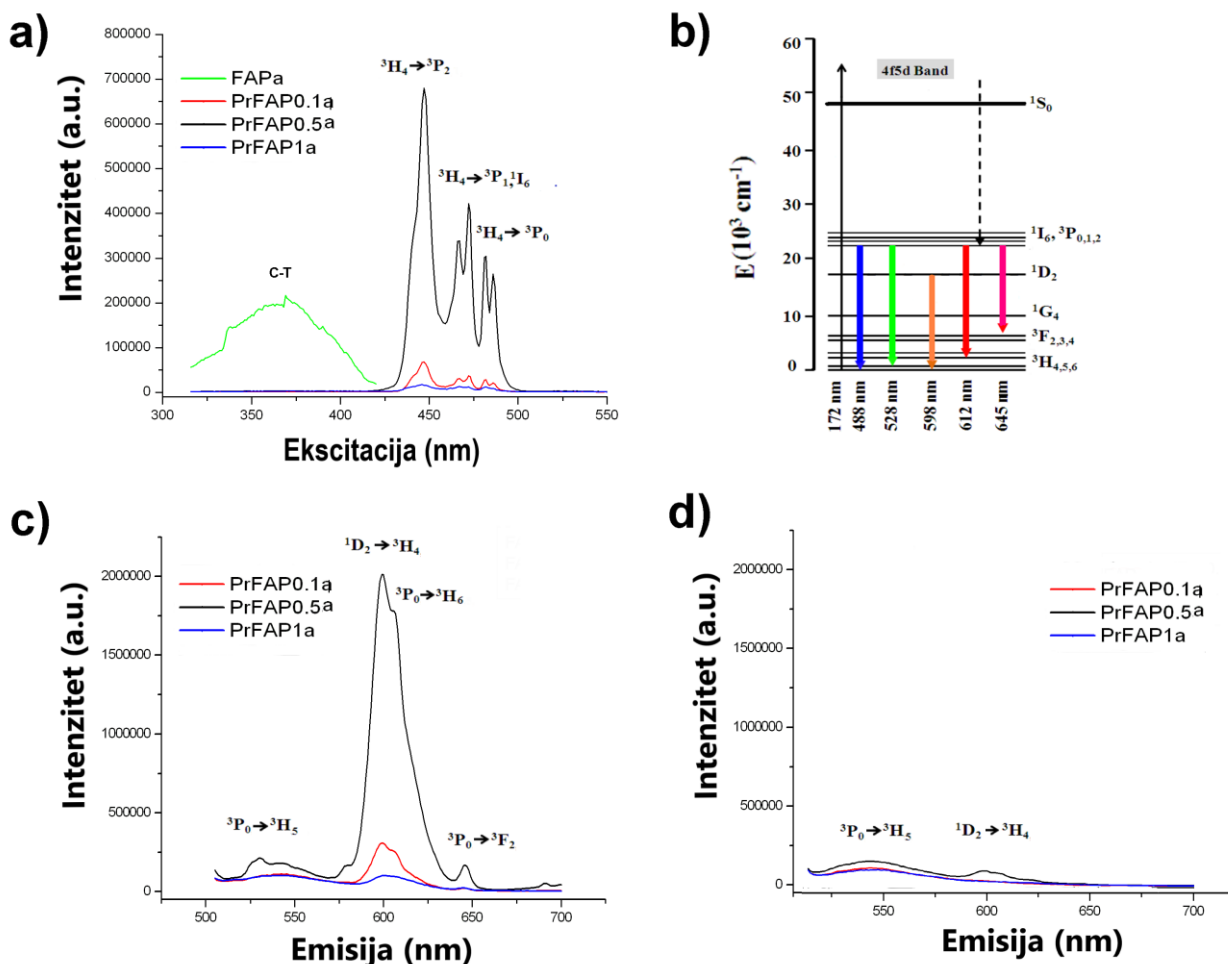 a)
Intenzitet (a.u.)
800000
700000
600000
500000
400000
300000
200000
100000
0
FAPa
PrFAP0.1a
PrFAP0.5a
PrFAP1a
³H₄→³P₂
³H₄→³P₁,¹I₆
³H₄→³P₀
C-T
300 350 400 450 500 550
Ekscitacija (nm)
b)
E (10³ cm⁻¹)
60
50
40
30
20
10
0
4f5d Band
¹S₀
¹I₆, ³P₀,₁,₂
¹D₂
¹G₄
³F₂,₃,₄
³H₄,₅,₆
172 nm
488 nm
528 nm
598 nm
612 nm
645 nm
c)
Intenzitet (a.u.)
2000000
1500000
1000000
500000
0
PrFAP0.1a
PrFAP0.5a
PrFAP1a
¹D₂→³H₄
³P₀→³H₆
³P₀→³H₅
³P₀→³F₂
500 550 600 650 700
Emisija (nm)
d)
Intenzitet (a.u.)
2000000
1500000
1000000
500000
0
PrFAP0.1a
PrFAP0.5a
PrFAP1a
³P₀→³H₅
¹D₂→³H₄
550 600 650 700
Emisija (nm)